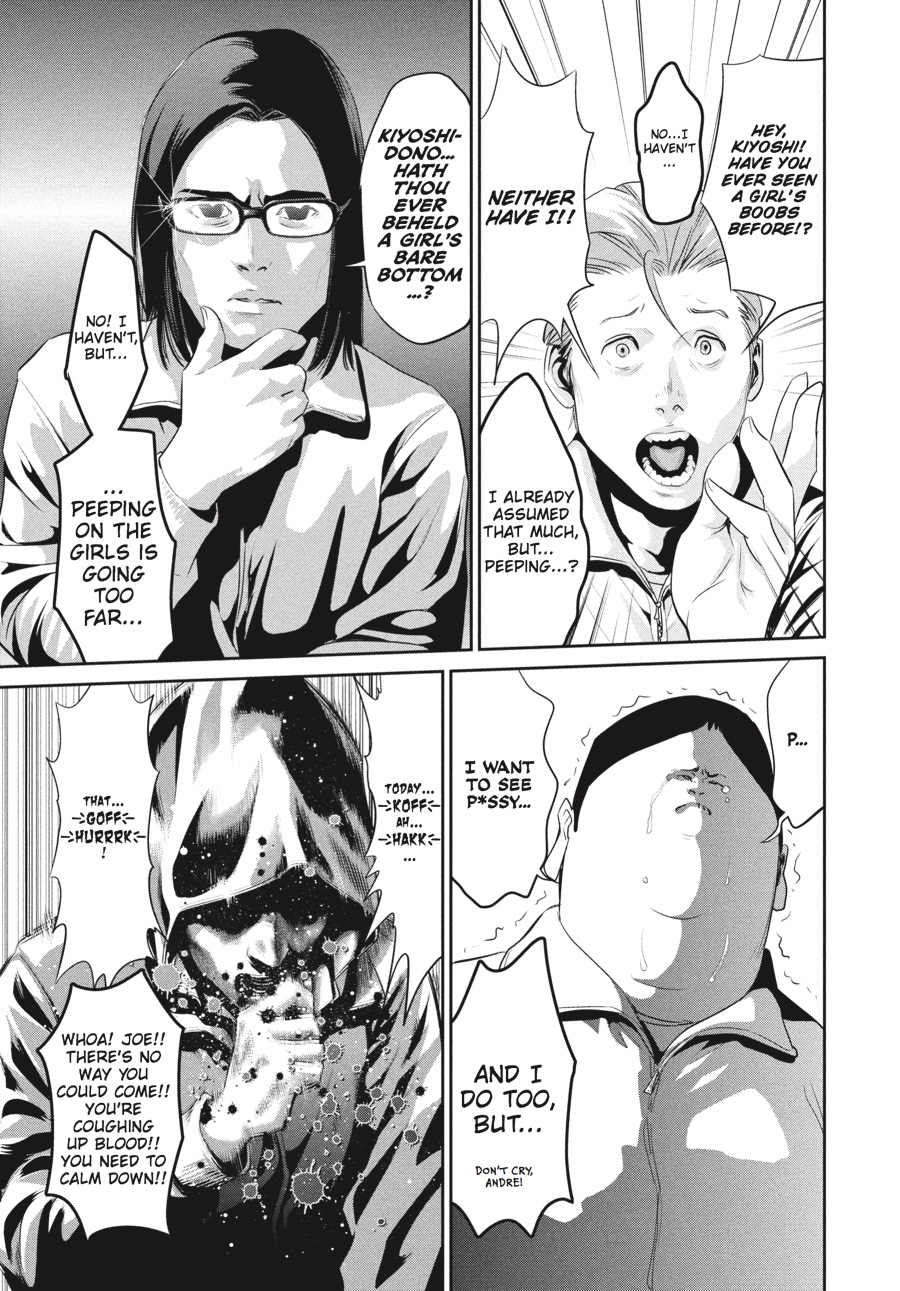 HEY,
KIYOSHI!
HAVE YOU
EVER SEEN
A GIRL'S
BOOBS
BEFORE!?
NO...I
HAVEN'T
...
NEITHER
HAVE I!!
I ALREADY
ASSUMED
THAT MUCH,
BUT...
PEEPING...?
KIYOSHI-
DONO...
HATH
THOU
EVER
BEHELD
A GIRL'S
BARE
BOTTOM
...?
NO! I
HAVEN'T,
BUT...
...
PEEPING
ON THE
GIRLS IS
GOING
TOO
FAR...
P...
I WANT
TO SEE
P*SSY...
AND I
DO TOO,
BUT...
DON'T CRY,
ANDRE!
TODAY...
KOFF
AH...
HAKK
...
THAT...
GOFF
HURRRK
!
WHOA! JOE!!
THERE'S NO
WAY YOU
COULD COME!!
YOU'RE
COUGHING
UP BLOOD!!
YOU NEED TO
CALM DOWN!!